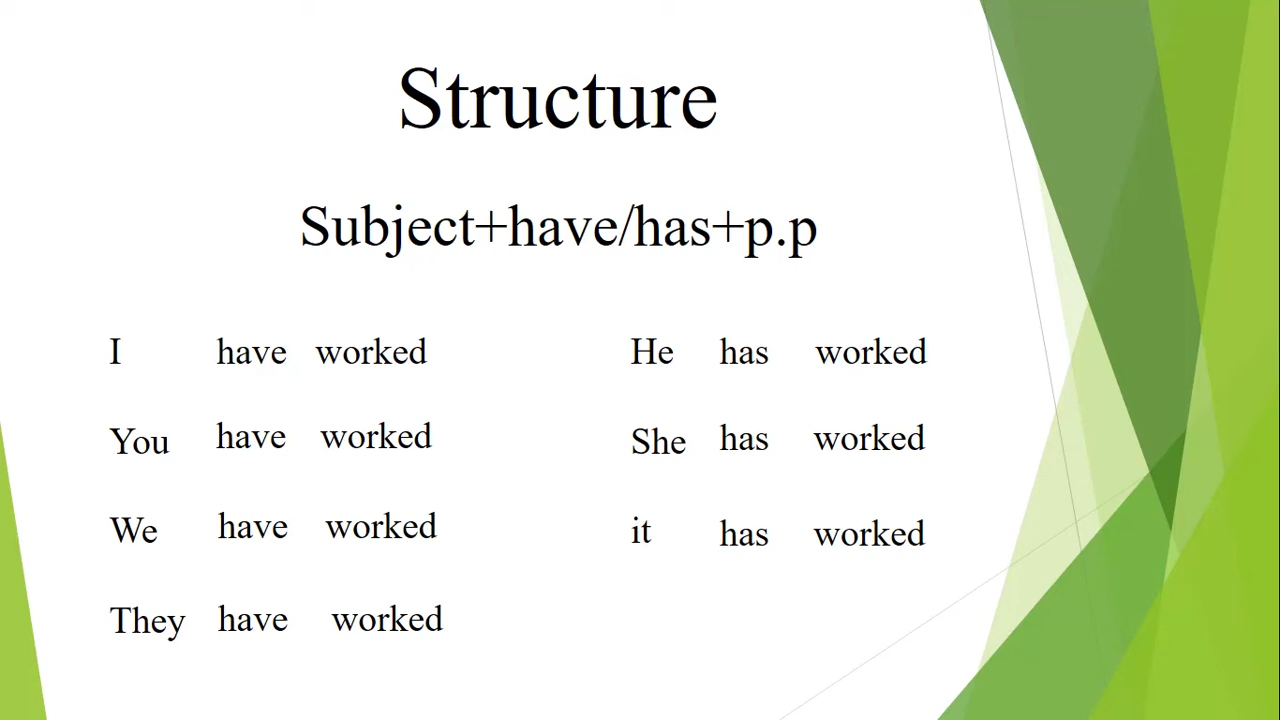 Structure
Subject+have/has+p.p
I have worked
You have worked
We have worked
They have worked
He has worked
She has worked
it has worked